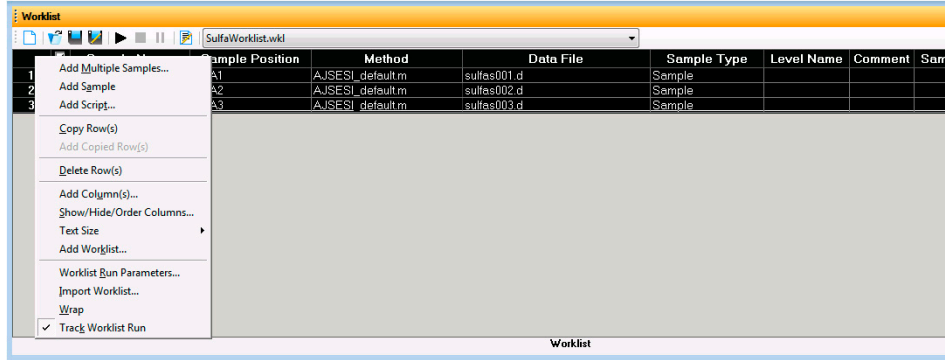 Worklist
SulfaWorklist.wkl
Sample Position Method Data File Sample Type Level Name Comment Sam
1 A1 AJSESI_default.m sulfas001.d Sample
2 A2 AJSESI_default.m sulfas002.d Sample
3 A3 AJSESI_default.m sulfas003.d Sample
Add Multiple Samples...
Add Sample
Add Script...
Copy Row(s)
Add Copied Row(s)
Delete Row(s)
Add Column(s)...
Show/Hide/Order Columns...
Text Size
Add Worklist...
Worklist Run Parameters...
Import Worklist...
Wrap
Track Worklist Run
Worklist